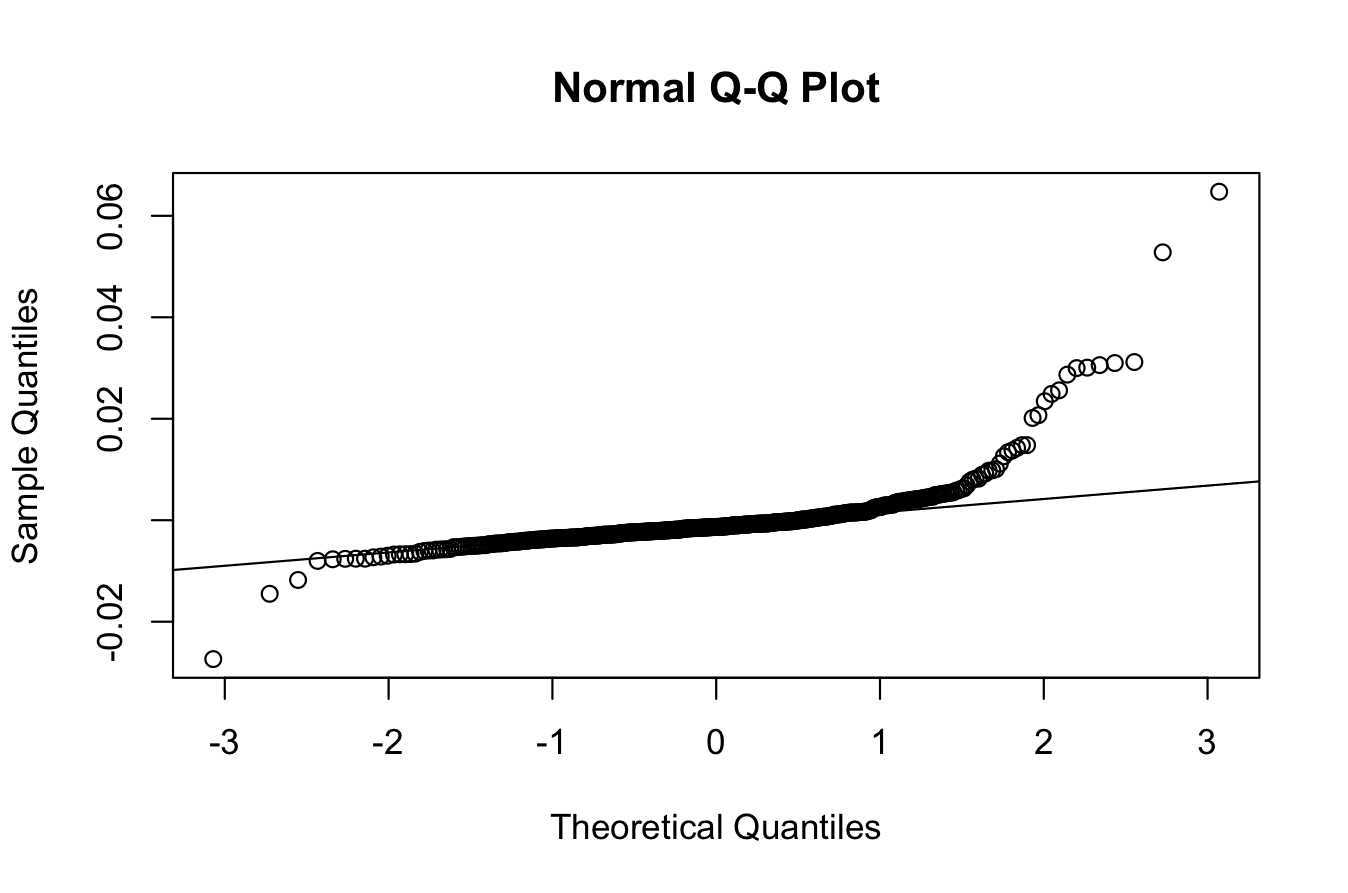 Normal Q-Q Plot
Sample Quantiles
0.06
0.04
0.02
-0.02
-3 -2 -1 0 1 2 3
Theoretical Quantiles